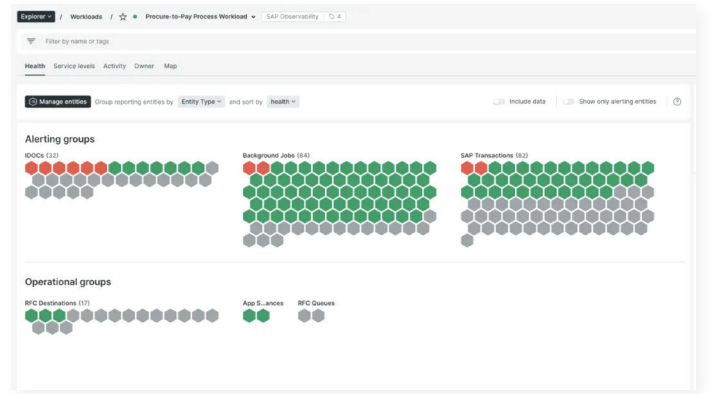 Explorer / Workloads / Procure-to-Pay Process Workload SAP Observability 4
Filter by name or tags
Health Service levels Activity Owner Map
Manage entities Group reporting entities by Entity Type and sort by health Include data Show only alerting entities ?
Alerting groups
IDOCs (32) Background Jobs (84) SAP Transactions (82)
Operational groups
RFC Destinations (17) App S...ances RFC Queues